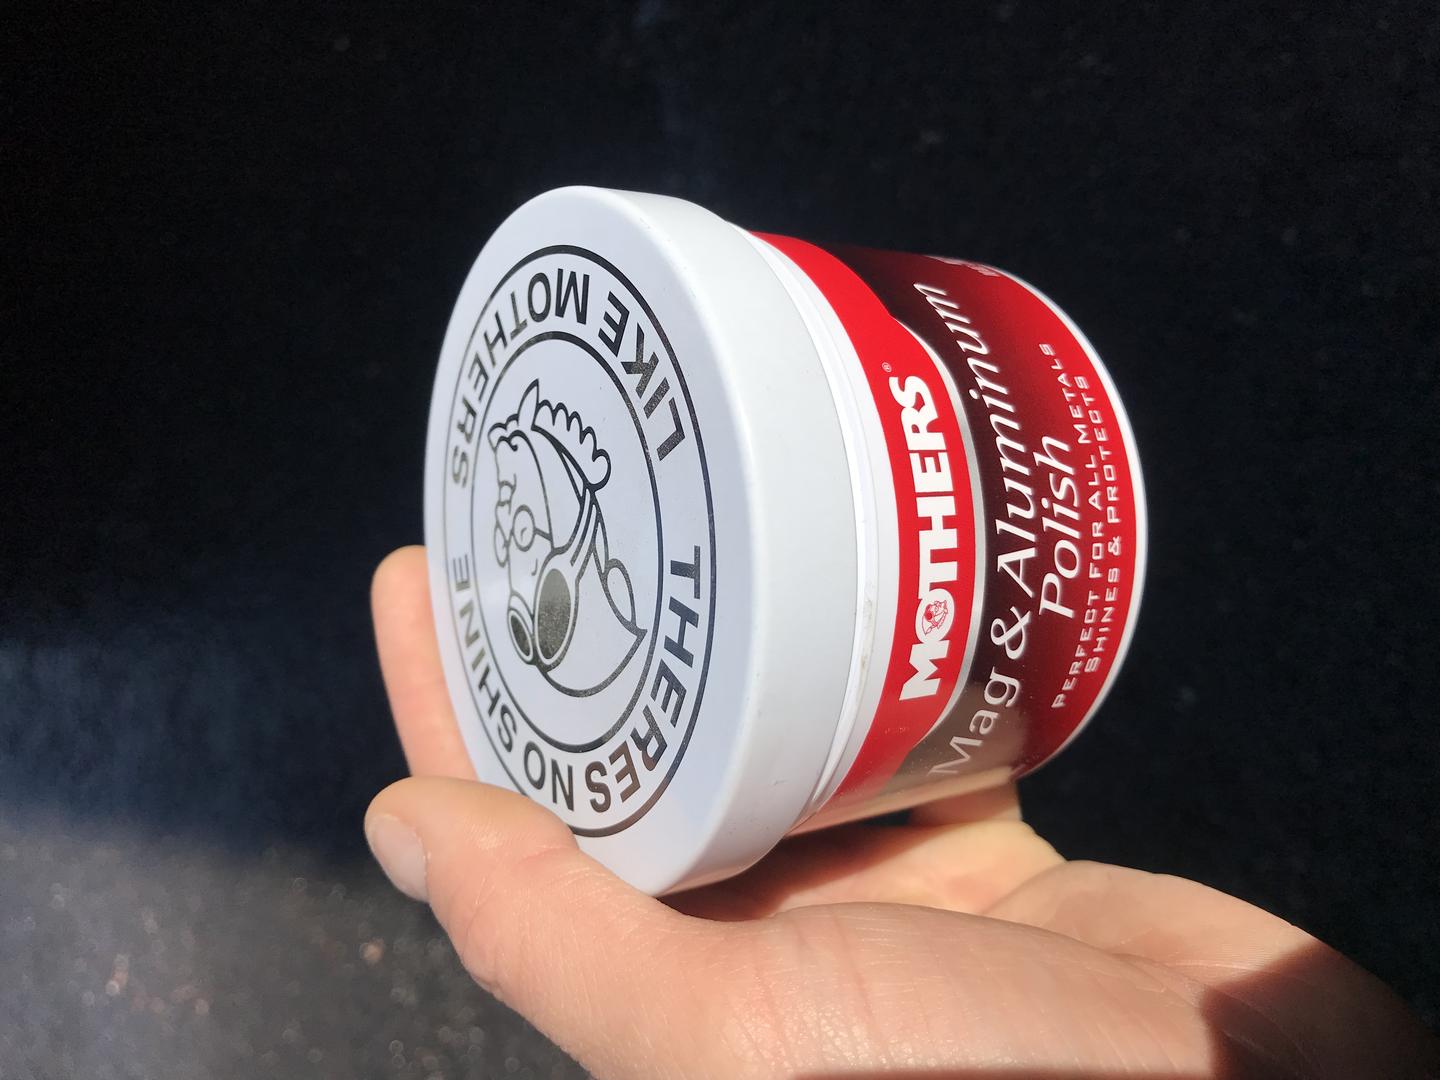 THERES NO SHINE
LIKE MOTHERS
MOTHERS®
Mag & Aluminum
Polish
PERFECT FOR ALL METALS
SHINES & PROTECTS